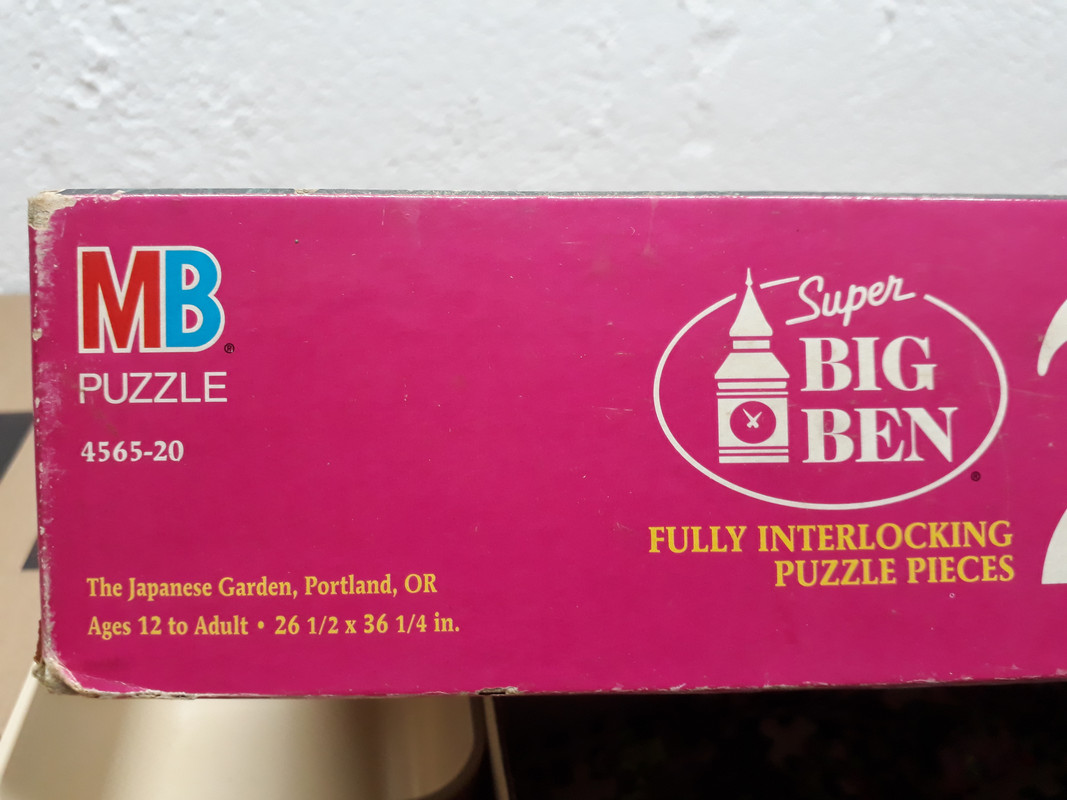 MB®
PUZZLE
4565-20
The Japanese Garden, Portland, OR
Ages 12 to Adult • 26 1/2 x 36 1/4 in.
Super
BIG
BEN®
FULLY INTERLOCKING
PUZZLE PIECES